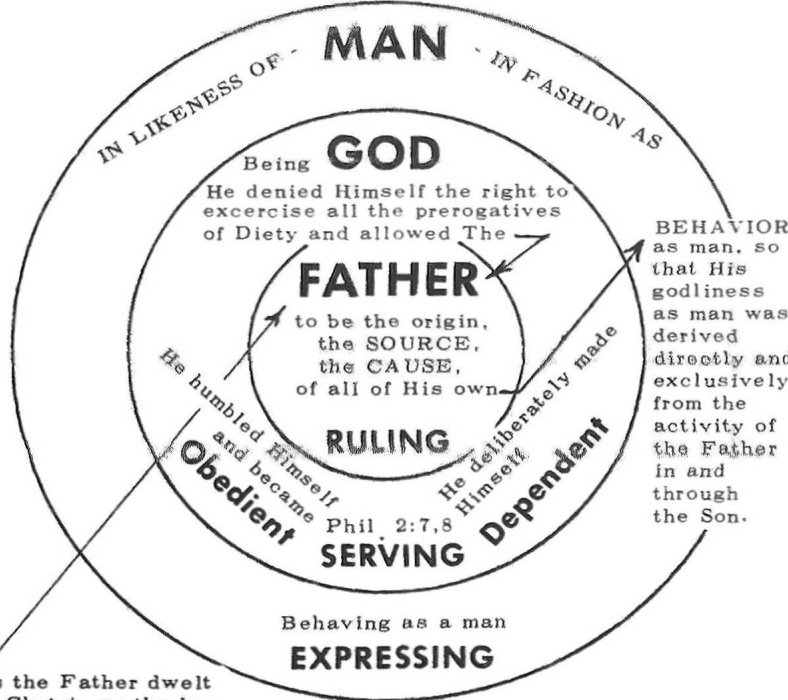 MAN
IN LIKENESS OF -
- IN FASHION AS
Being GOD
He denied Himself the right to
excercise all the prerogatives
of Diety and allowed The
FATHER
to be the origin,
the SOURCE,
the CAUSE,
of all of His own
RULING
BEHAVIOR
as man, so
that His
godliness
as man was
derived
directly and
exclusively
from the
activity of
the Father
in and
through
the Son.
He humbled Himself
and became
Obedient
He deliberately made
Himself
Dependent
Phil. 2:7,8
SERVING
Behaving as a man
EXPRESSING
the Father dwelt